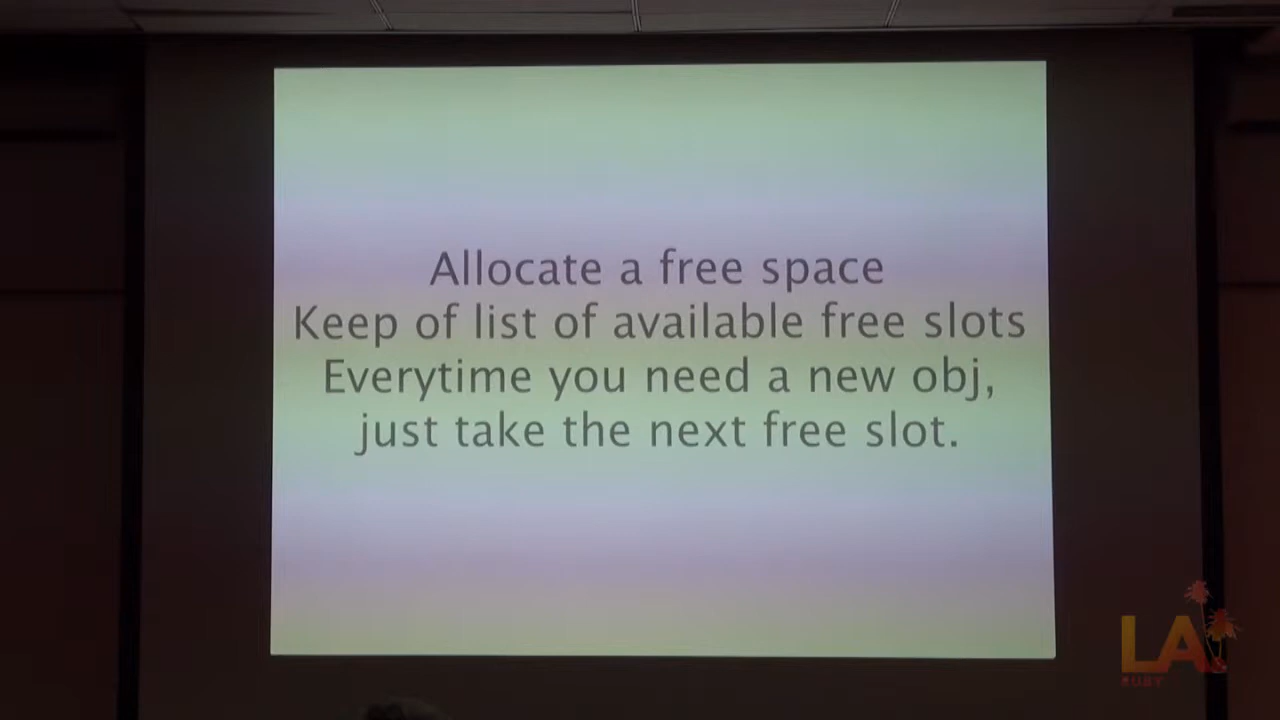 Allocate a free space
Keep of list of available free slots
Everytime you need a new obj,
just take the next free slot.
LA
RUBY